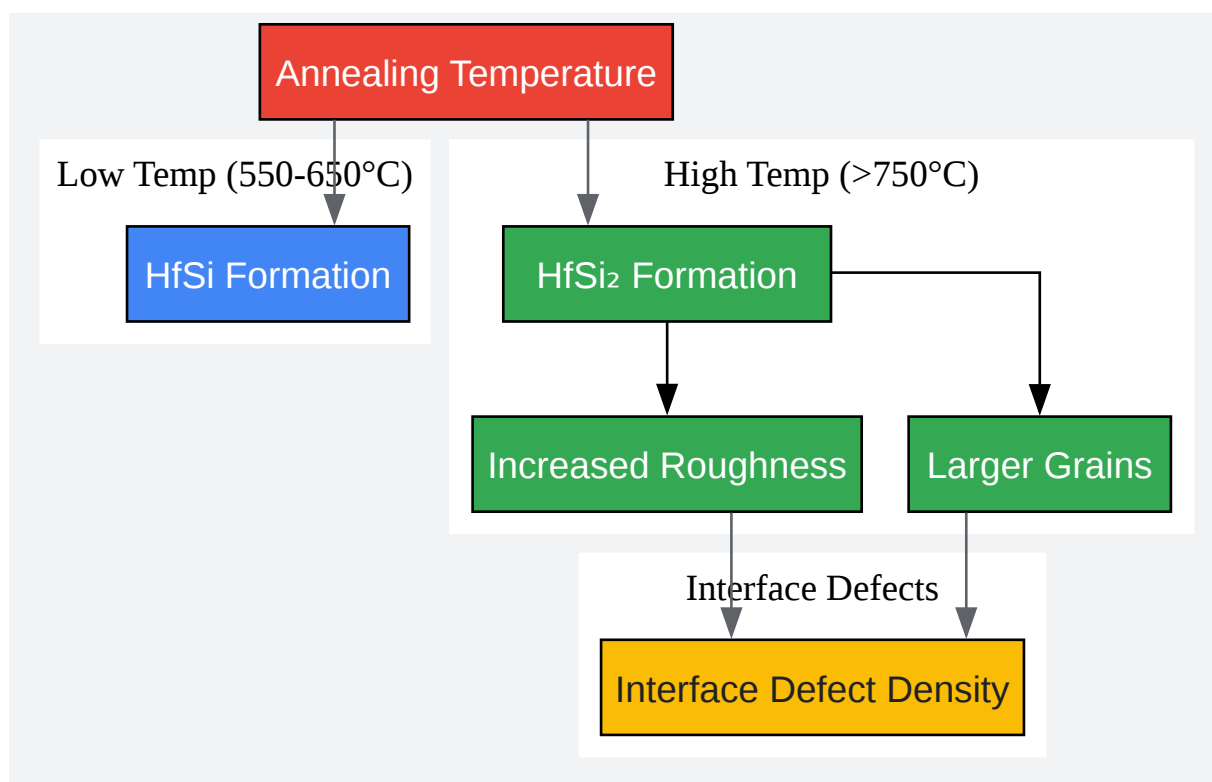 Annealing Temperature
Low Temp (550-650°C)
High Temp (>750°C)
HfSi Formation
HfSi₂ Formation
Increased Roughness
Larger Grains
Interface Defects
Interface Defect Density